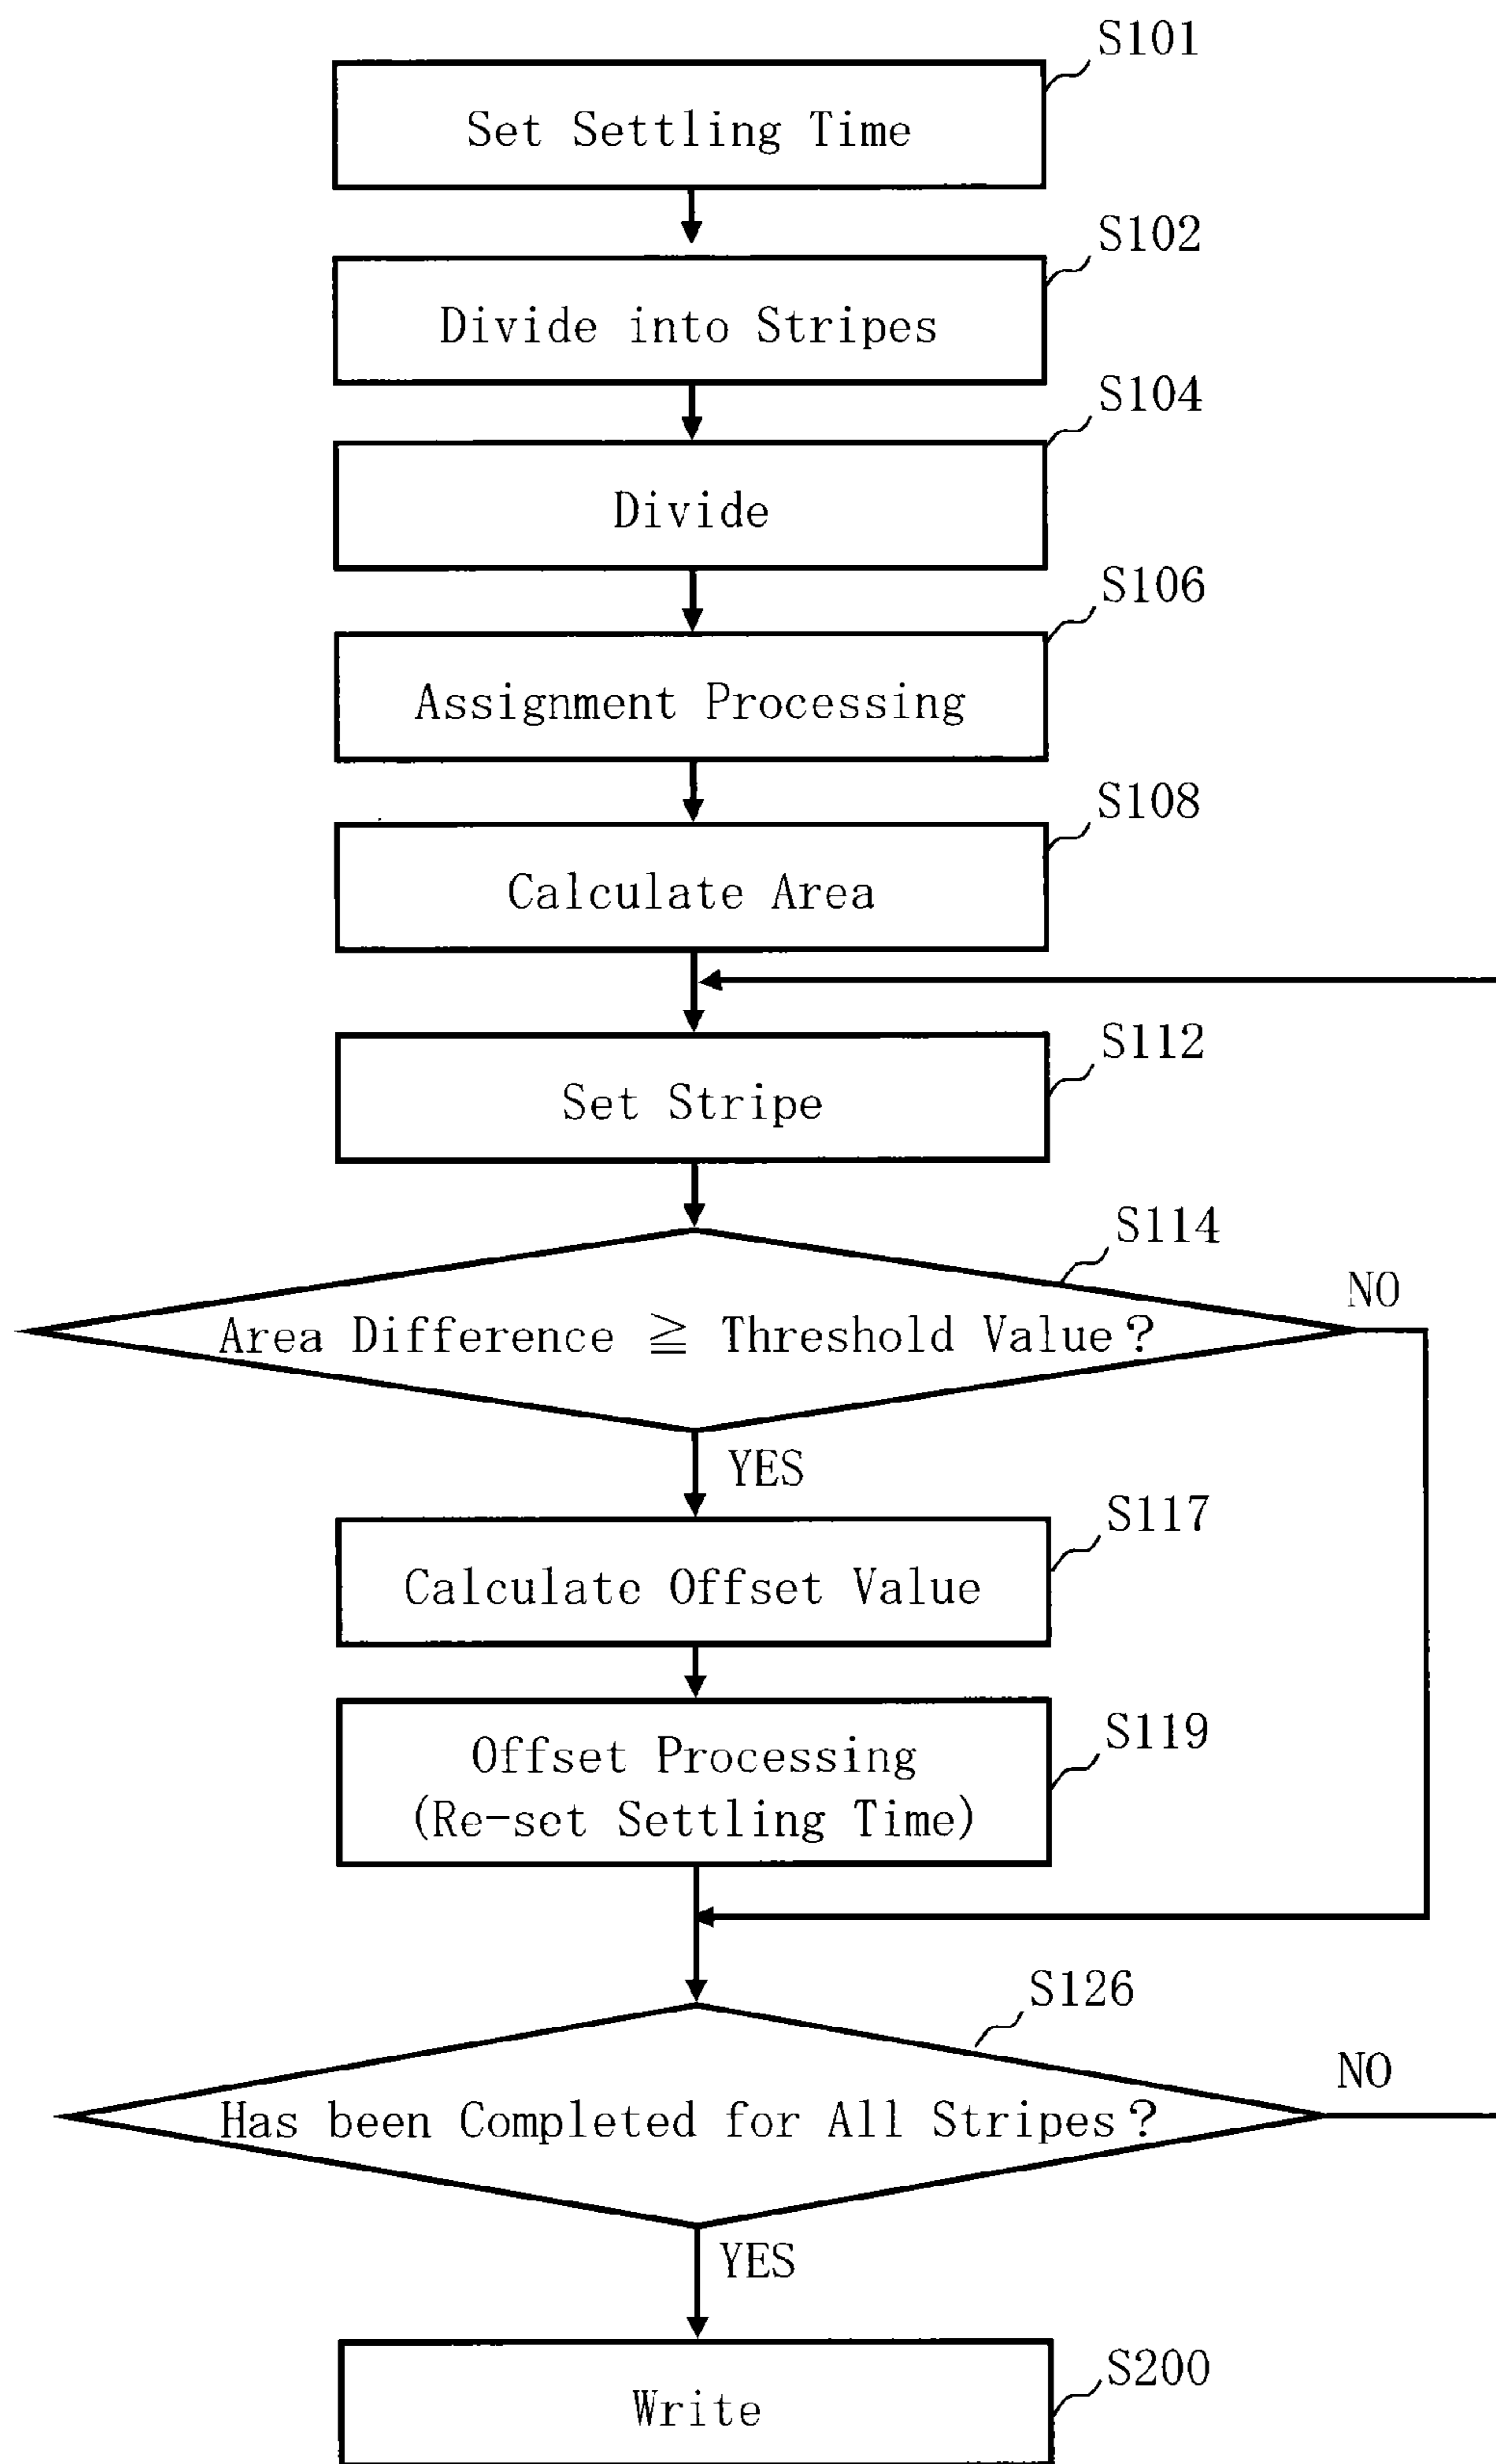 S101
Set Settling Time
S102
Divide into Stripes
S104
Divide
S106
Assignment Processing
S108
Calculate Area
S112
Set Stripe
S114
NO
Area Difference ≧ Threshold Value?
YES
S117
Calculate Offset Value
S119
Offset Processing
(Re-set Settling Time)
S126
NO
Has been Completed for All Stripes?
YES
S200
Write